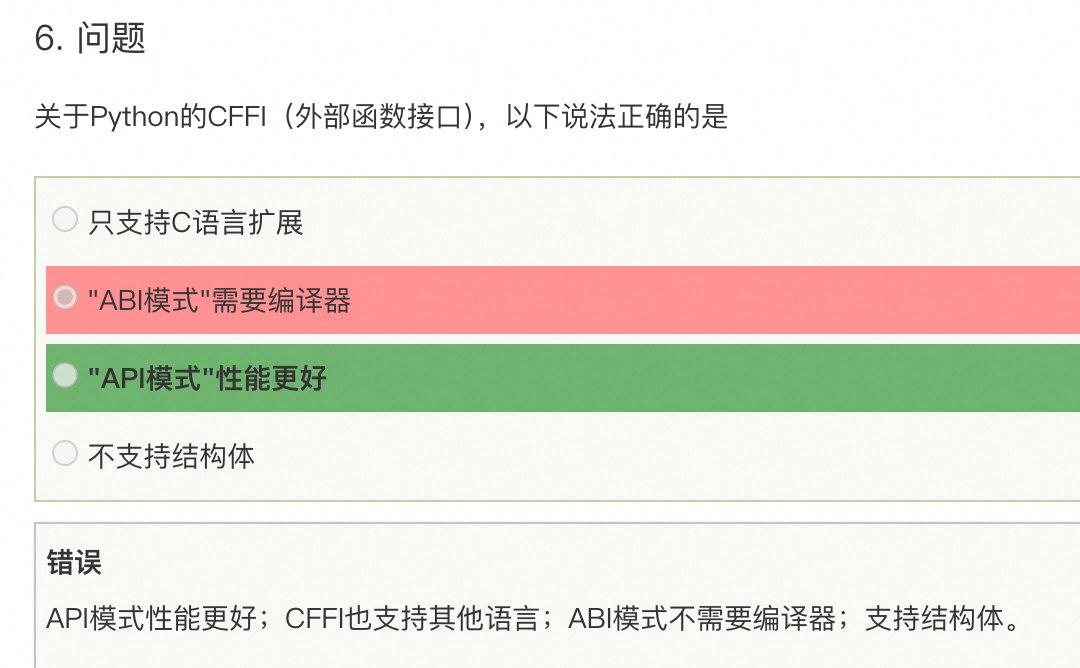 6. 问题
关于Python的CFFI（外部函数接口），以下说法正确的是
只支持C语言扩展
"ABI模式"需要编译器
"API模式"性能更好
不支持结构体
错误
API模式性能更好；CFFI也支持其他语言；ABI模式不需要编译器；支持结构体。